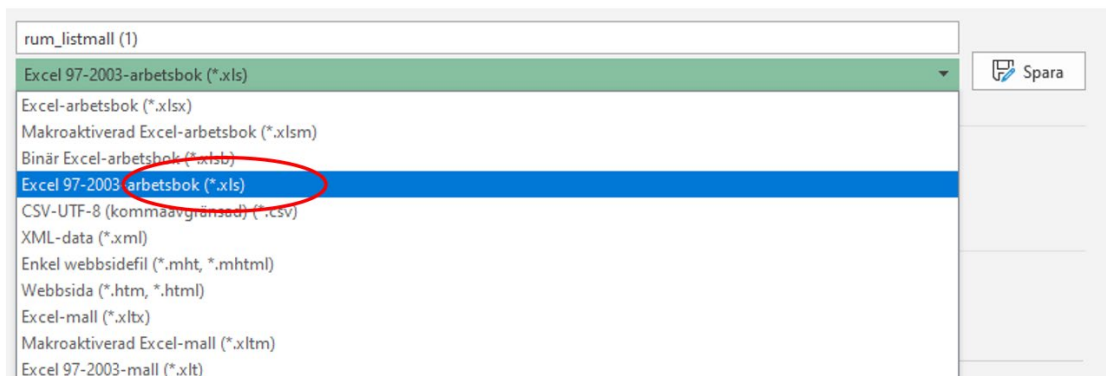 rum_listmall (1)
Excel 97-2003-arbetsbok (*.xls)
Spara
Excel-arbetsbok (*.xlsx)
Makroaktiverad Excel-arbetsbok (*.xlsm)
Binär Excel-arbetsbok (*.xlsb)
Excel 97-2003-arbetsbok (*.xls)
CSV-UTF-8 (kommaavgränsad) (*.csv)
XML-data (*.xml)
Enkel webbsidefil (*.mht, *.mhtml)
Webbsida (*.htm, *.html)
Excel-mall (*.xltx)
Makroaktiverad Excel-mall (*.xltm)
Excel 97-2003-mall (*.xlt)